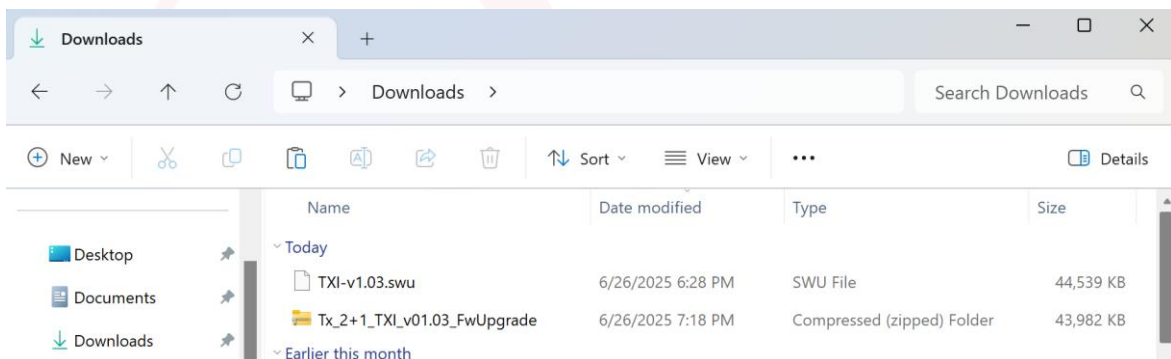 Downloads
Downloads
Search Downloads
New
Sort
View
Details
Name Date modified Type Size
Today
Desktop
TXI-v1.03.swu 6/26/2025 6:28 PM SWU File 44,539 KB
Documents
Tx_2+1_TXI_v01.03_FwUpgrade 6/26/2025 7:18 PM Compressed (zipped) Folder 43,982 KB
Downloads
Earlier this month